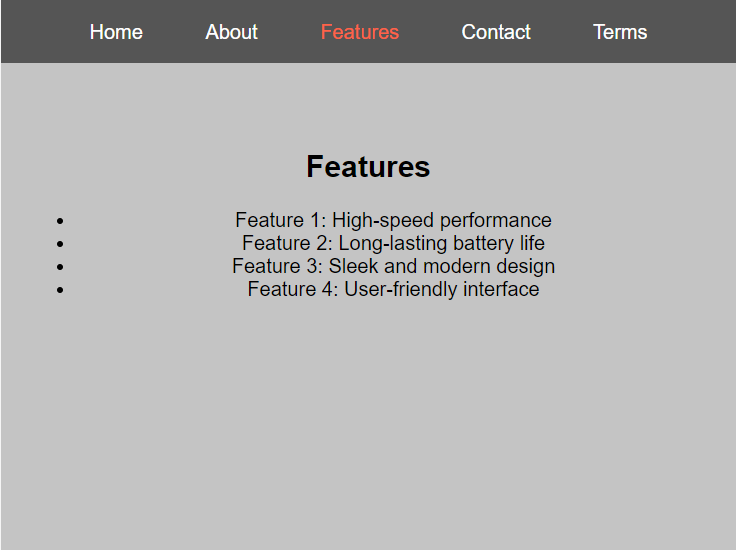 Home About Features Contact Terms
Features
• Feature 1: High-speed performance
• Feature 2: Long-lasting battery life
• Feature 3: Sleek and modern design
• Feature 4: User-friendly interface